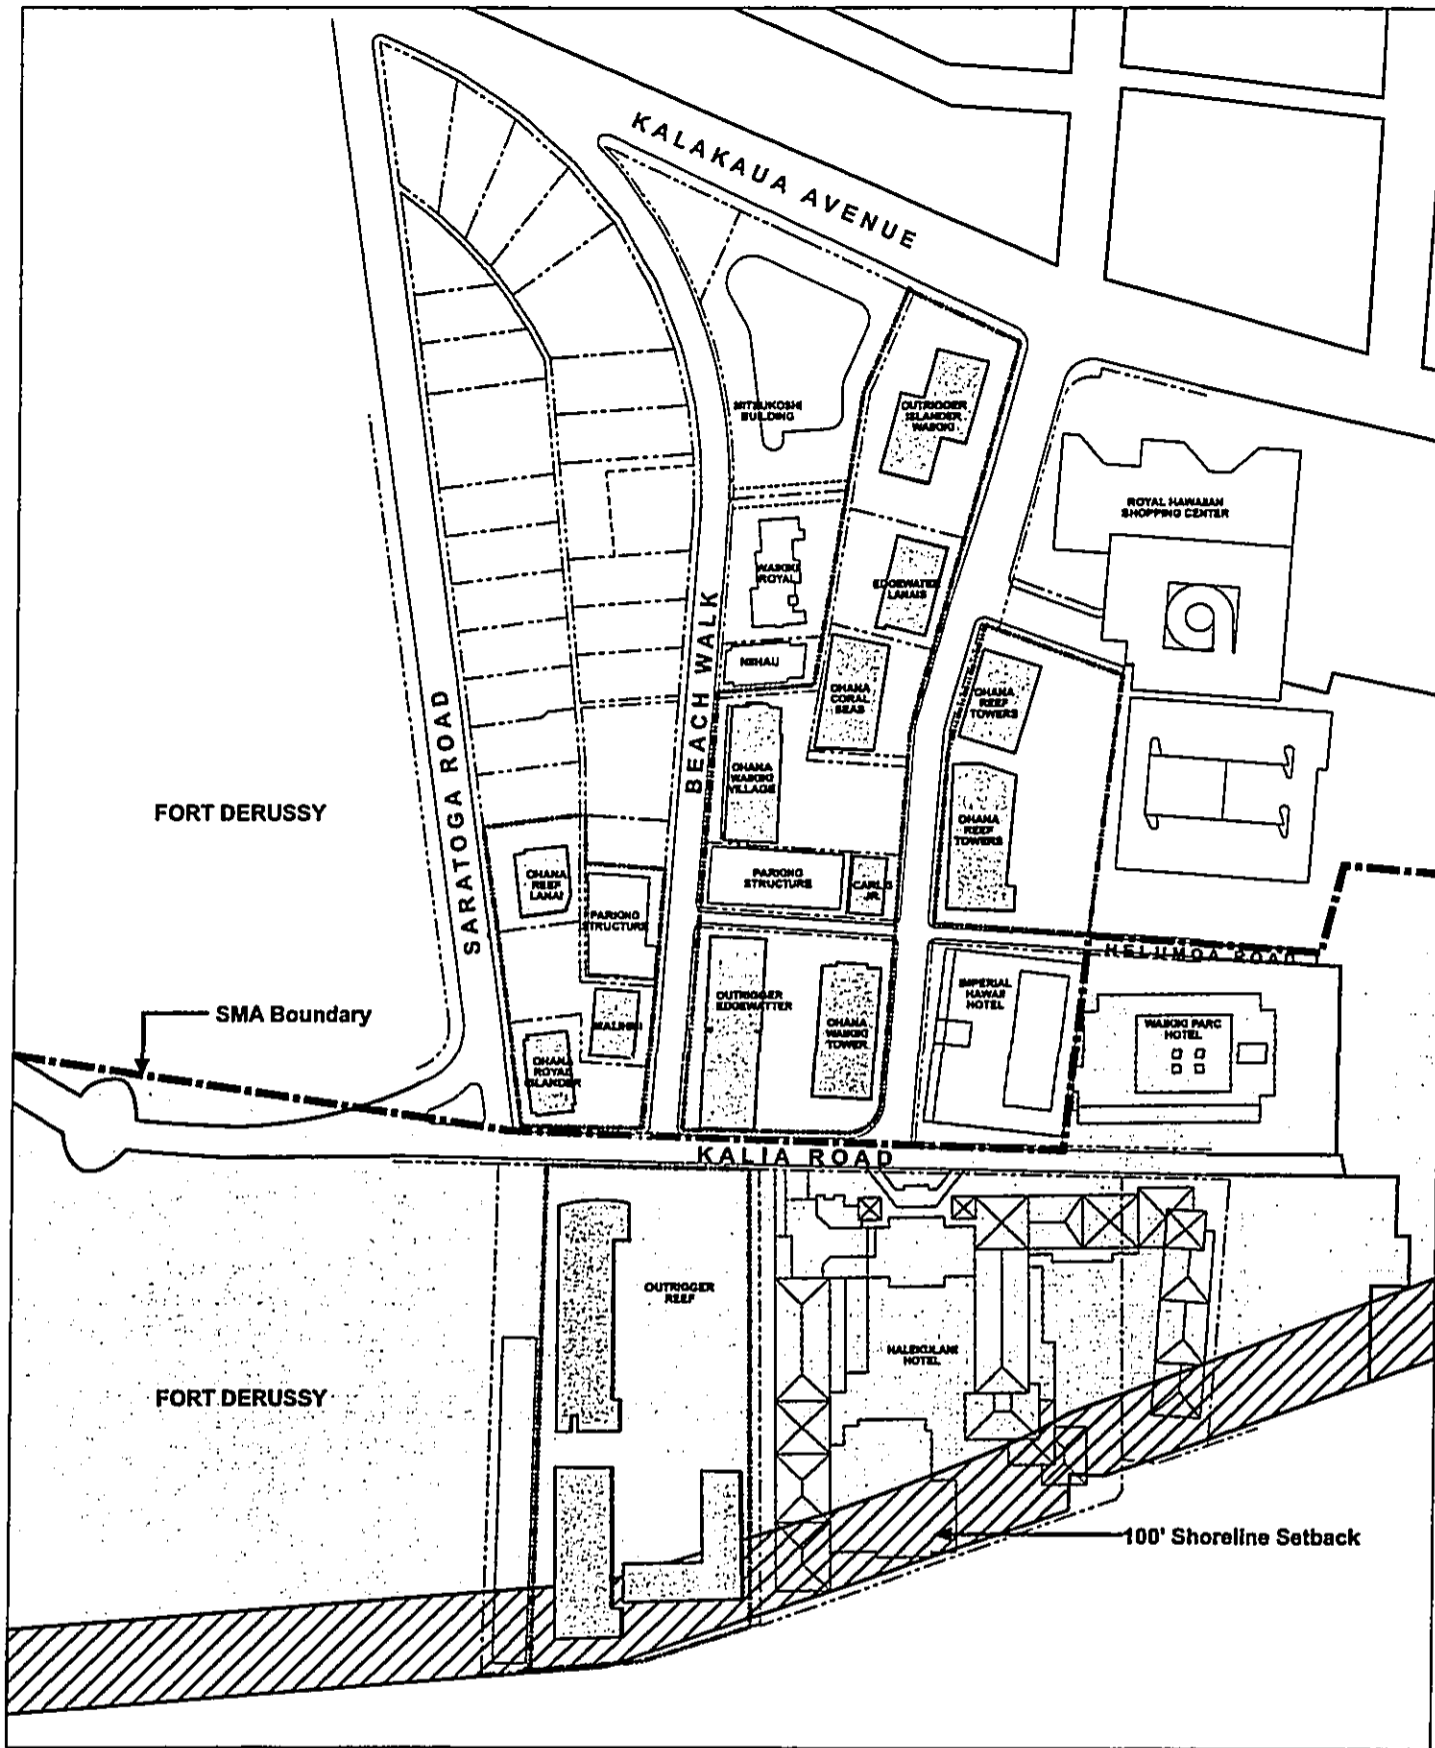 KALAKAUA AVENUE
MITSUKOSHI
BUILDING
OUTRIGGER
ISLANDER
WAIKIKI
ROYAL HAWAIIAN
SHOPPING CENTER
WAIKIKI
ROYAL
EDGEWATER
LANAIS
BEACH WALK
NIIHAU
OHANA
CORAL
SEAS
OHANA
REEF
TOWERS
SARATOGA ROAD
OHANA
WAIKIKI
VILLAGE
FORT DERUSSY
OHANA
REEF
TOWERS
OHANA
REEF
LANAI
PARKING
STRUCTURE
PARKING
STRUCTURE
CARL'S
JR.
HELUMOA ROAD
SMA Boundary
MALIHINI
OUTRIGGER
EDGEWATTER
OHANA
WAIKIKI
TOWER
IMPERIAL
HAWAII
HOTEL
WAIKIKI PARC
HOTEL
OHANA
ROYAL
ISLANDER
KALIA ROAD
OUTRIGGER
REEF
HALEKULANI
HOTEL
FORT DERUSSY
100' Shoreline Setback